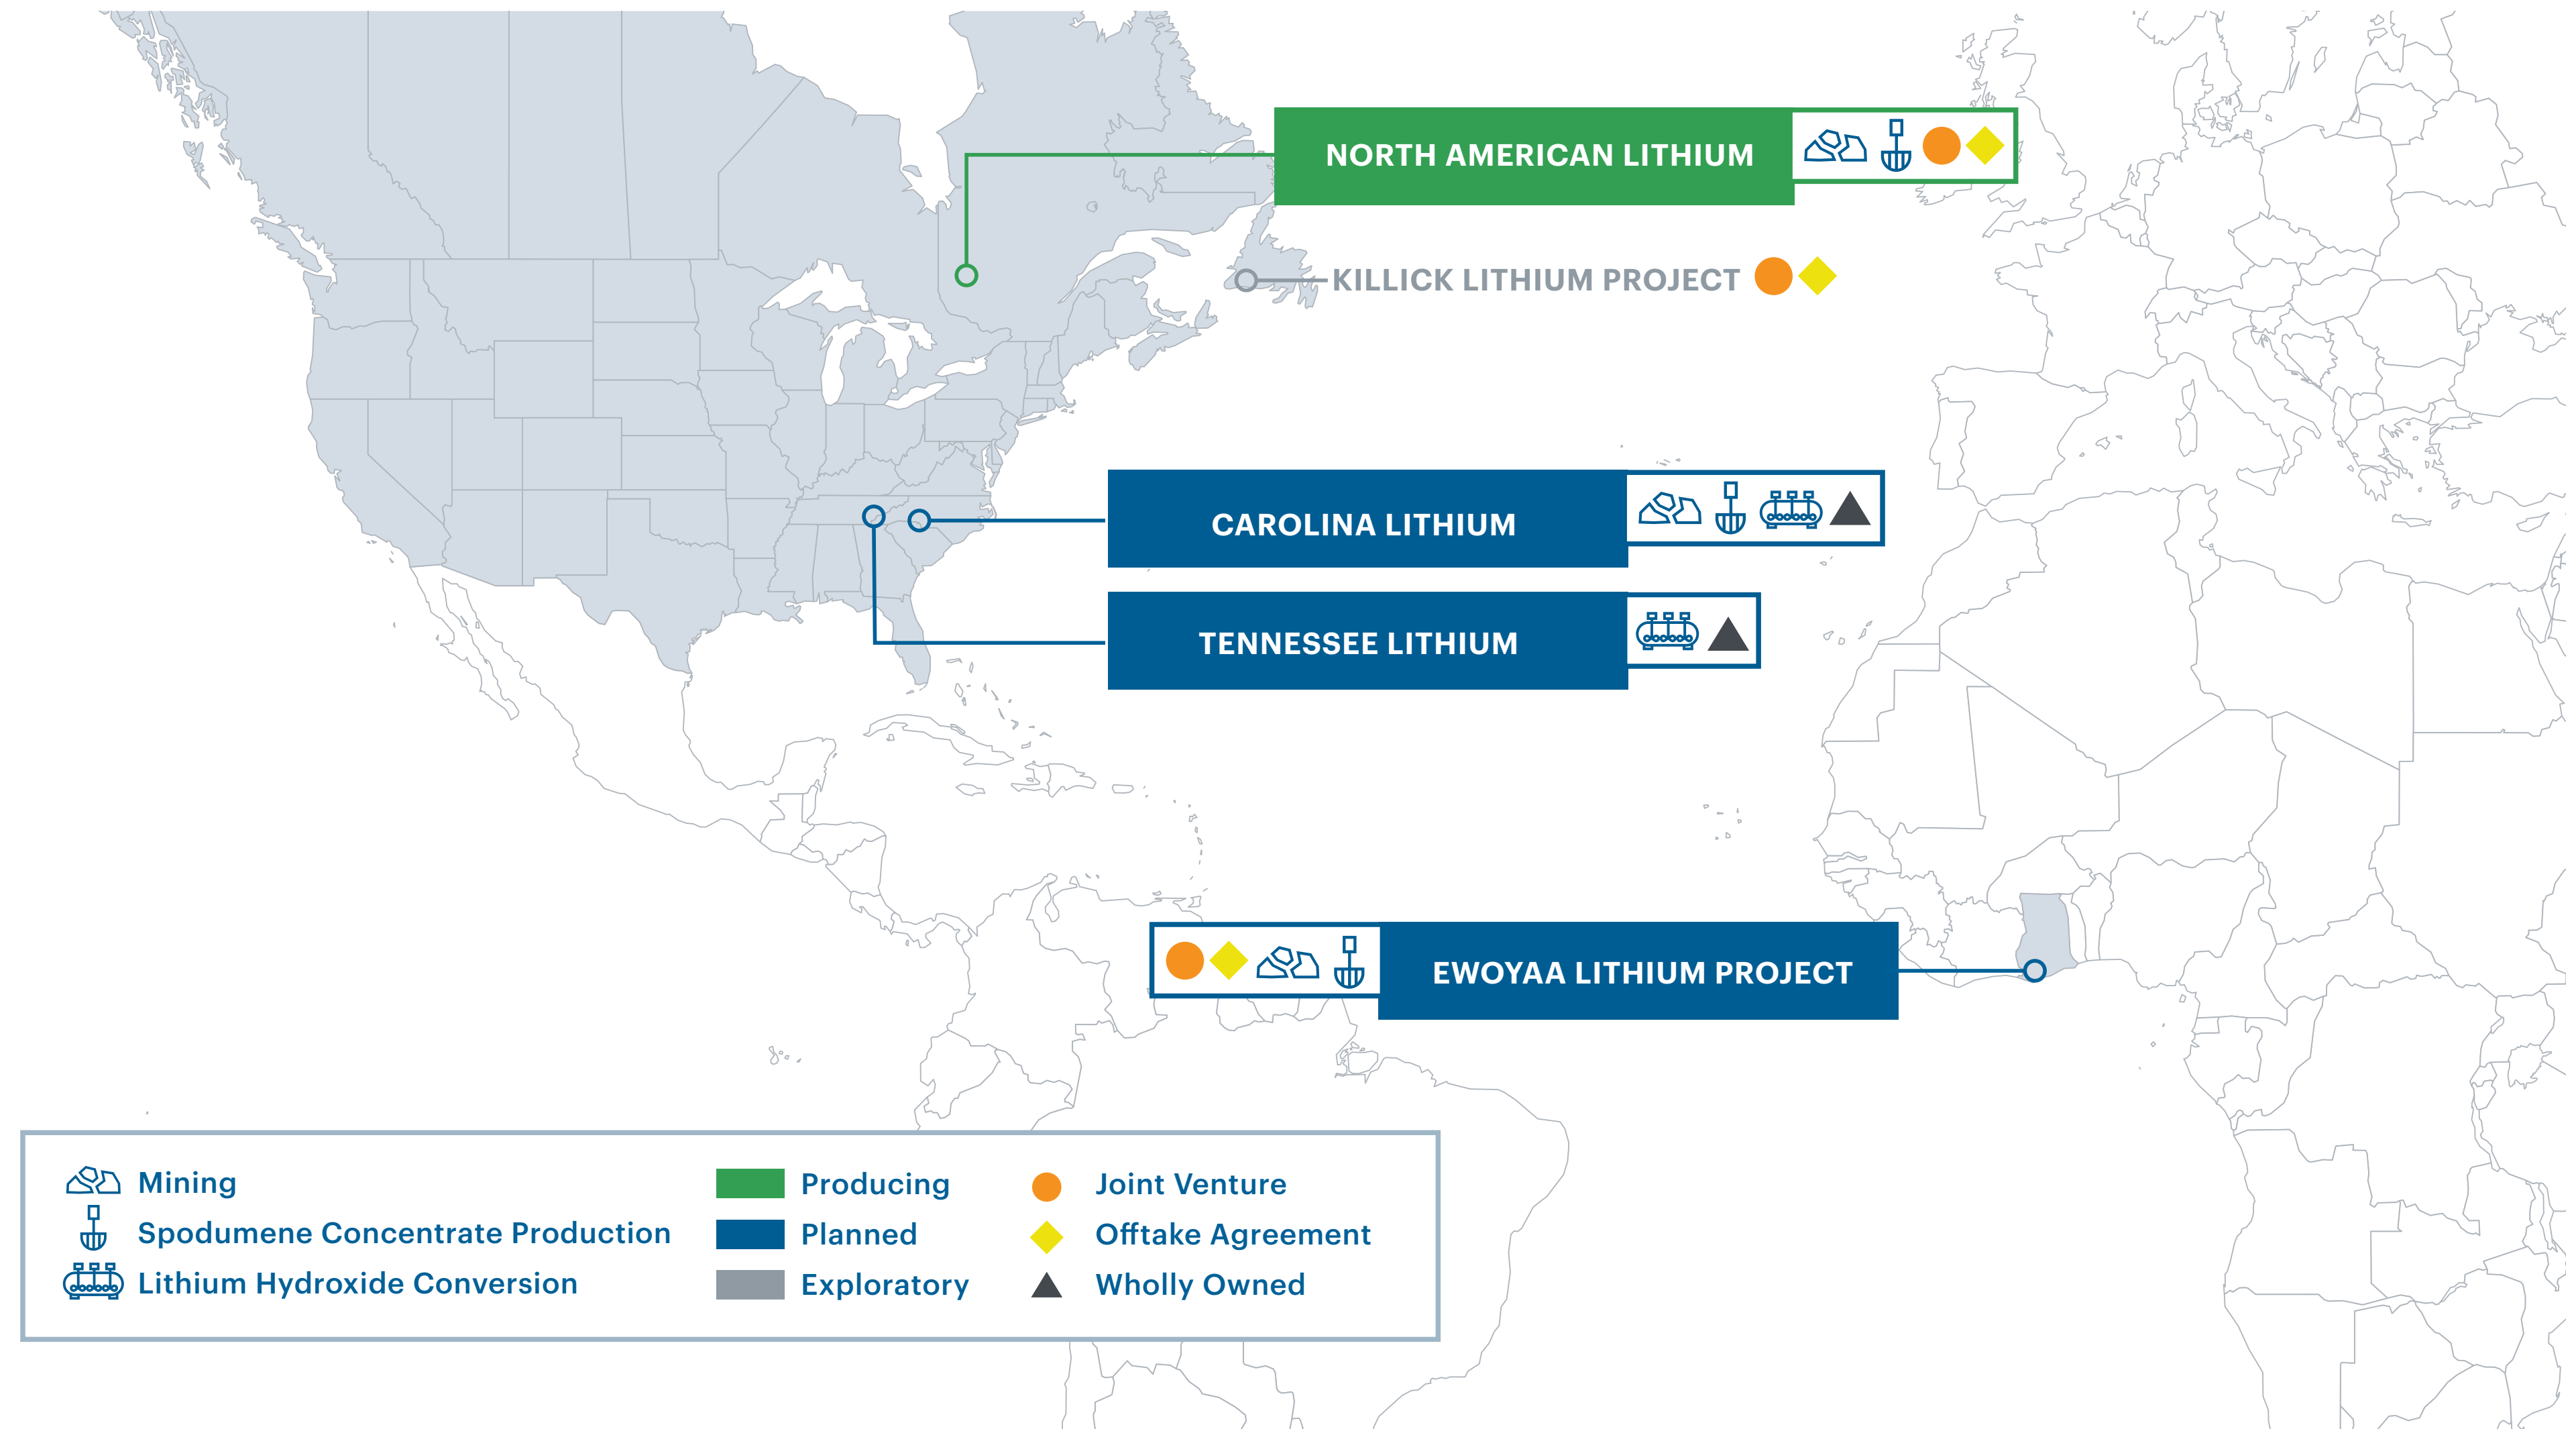 NORTH AMERICAN LITHIUM
KILLICK LITHIUM PROJECT
CAROLINA LITHIUM
TENNESSEE LITHIUM
EWOYAA LITHIUM PROJECT
Mining
Spodumene Concentrate Production
Lithium Hydroxide Conversion
Producing
Planned
Exploratory
Joint Venture
Offtake Agreement
Wholly Owned